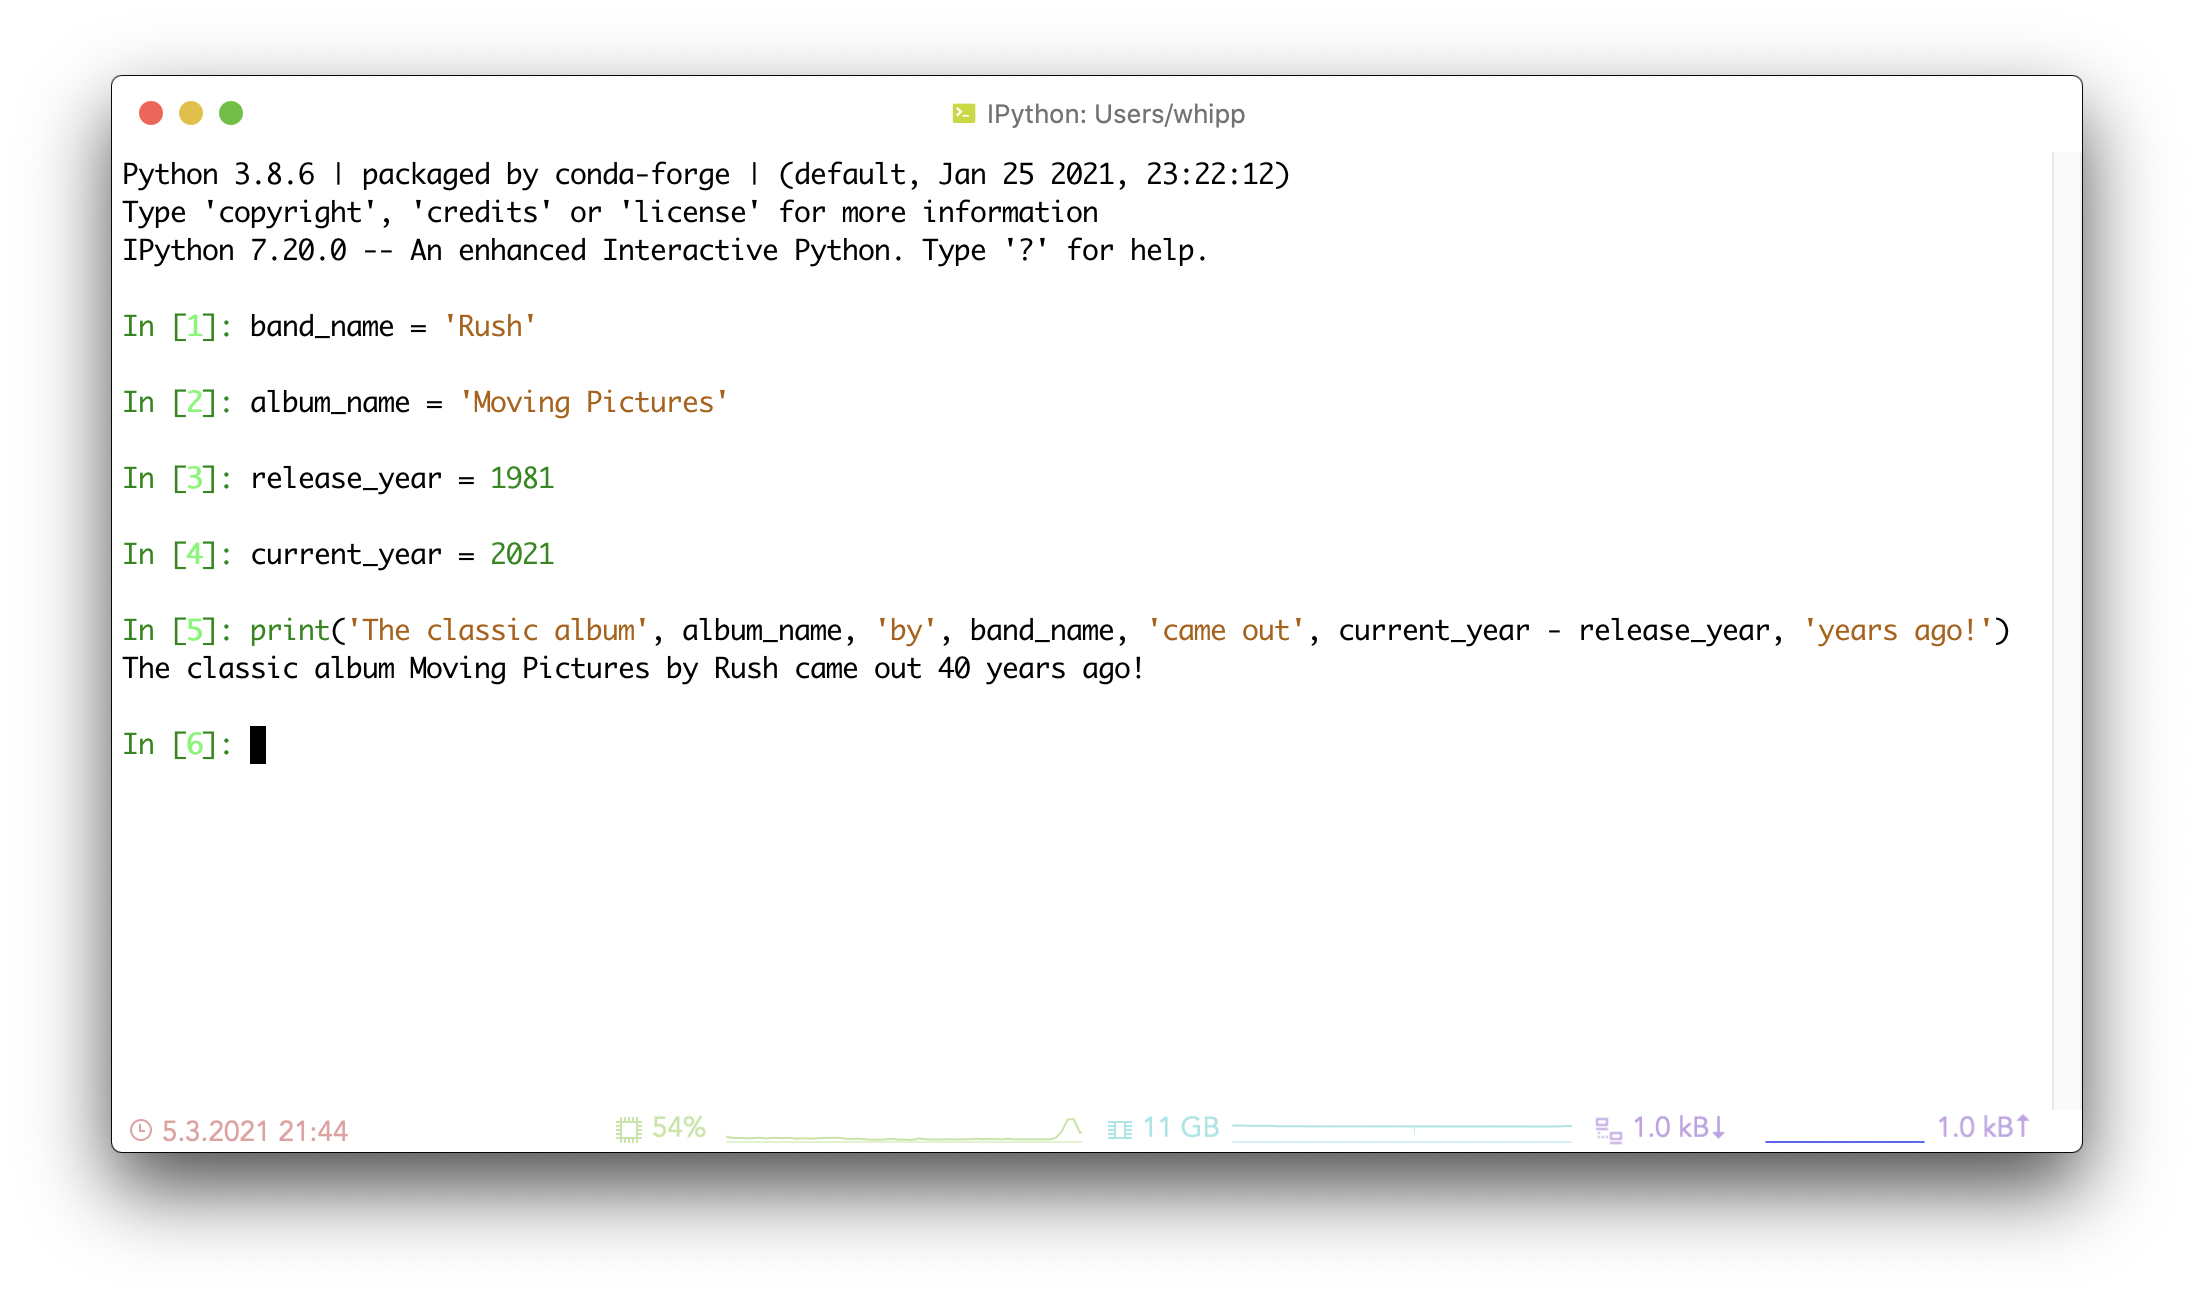 IPython: Users/whipp
Python 3.8.6 | packaged by conda-forge | (default, Jan 25 2021, 23:22:12)
Type 'copyright', 'credits' or 'license' for more information
IPython 7.20.0 -- An enhanced Interactive Python. Type '?' for help.
In [1]: band_name = 'Rush'
In [2]: album_name = 'Moving Pictures'
In [3]: release_year = 1981
In [4]: current_year = 2021
In [5]: print('The classic album', album_name, 'by', band_name, 'came out', current_year - release_year, 'years ago!')
The classic album Moving Pictures by Rush came out 40 years ago!
In [6]:
5.3.2021 21:44 54% 11 GB 1.0 kB↓ 1.0 kB↑